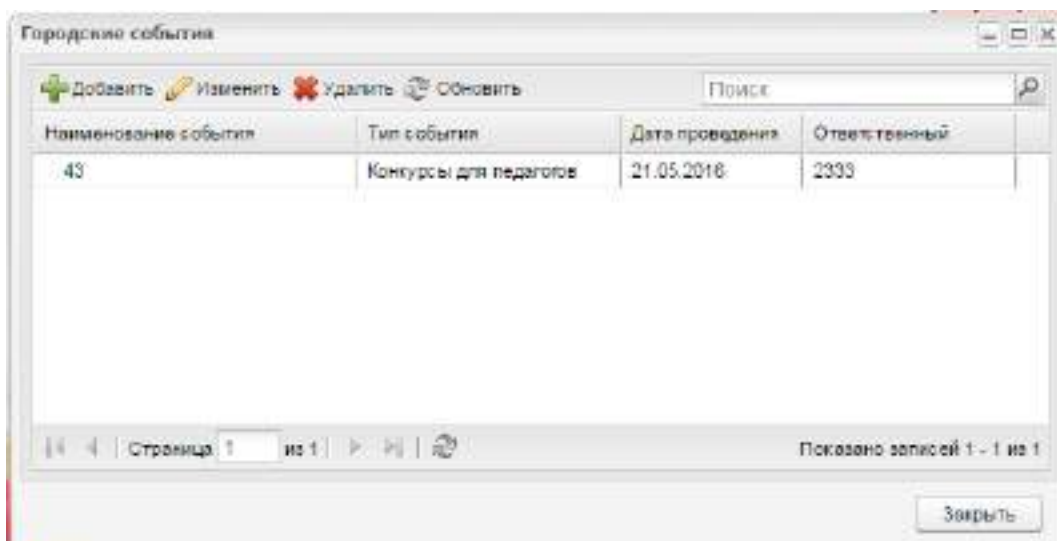 Городские события
Добавить Изменить Удалить Обновить Поиск
Наименование события Тип события Дата проведения Ответственный
43 Конкурсы для педагогов 21.05.2016 2333
Страница 1 из 1 Показано записей 1 - 1 из 1
Закрыть